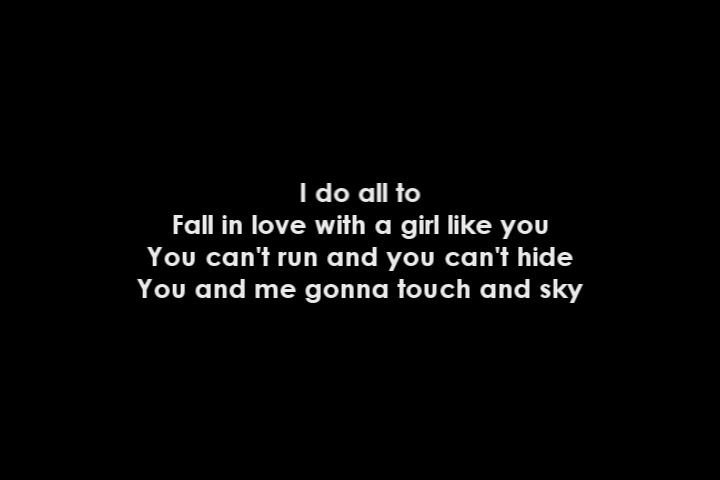 I do all to
Fall in love with a girl like you
You can't run and you can't hide
You and me gonna touch and sky